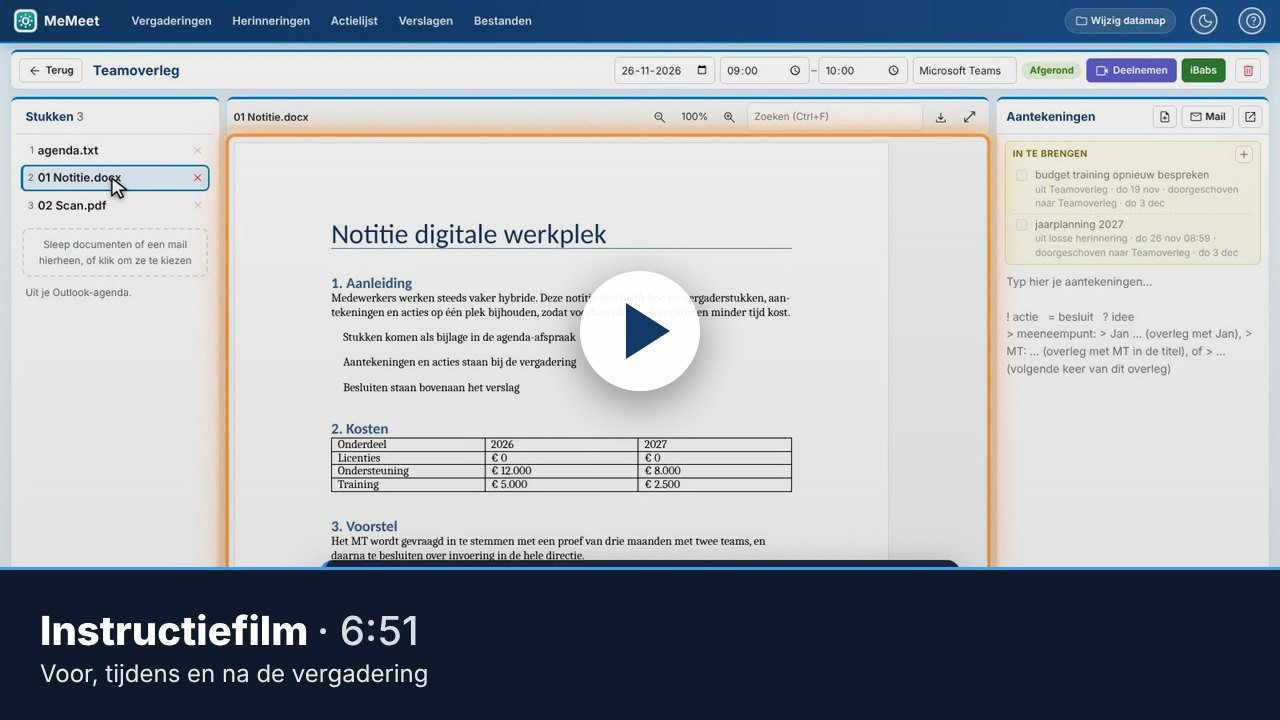 MeMeet
Vergaderingen
Herinneringen
Actielijst
Verslagen
Bestanden
Wijzig datamap
Terug
Teamoverleg
26-11-2026
09:00
–
10:00
Microsoft Teams
Afgerond
Deelnemen
iBabs
Stukken 3
1 agenda.txt
2 01 Notitie.docx
3 02 Scan.pdf
Sleep documenten of een mail
hierheen, of klik om ze te kiezen
Uit je Outlook-agenda.
01 Notitie.docx
100%
Zoeken (Ctrl+F)
Notitie digitale werkplek
1. Aanleiding
Medewerkers werken steeds vaker hybride. Deze notitie beschrijft hoe we vergaderstukken, aan-
tekeningen en acties op één plek bijhouden, zodat voorbereiden en terugvinden minder tijd kost.
Stukken komen als bijlage in de agenda-afspraak
Aantekeningen en acties staan bij de vergadering
Besluiten staan bovenaan het verslag
2. Kosten
Onderdeel 2026 2027
Licenties € 0 € 0
Ondersteuning € 12.000 € 8.000
Training € 5.000 € 2.500
3. Voorstel
Het MT wordt gevraagd in te stemmen met een proef van drie maanden met twee teams, en
daarna te besluiten over invoering in de hele directie.
Aantekeningen
Mail
IN TE BRENGEN
budget training opnieuw bespreken
uit Teamoverleg · do 19 nov · doorgeschoven
naar Teamoverleg · do 3 dec
jaarplanning 2027
uit losse herinnering · do 26 nov 08:59 ·
doorgeschoven naar Teamoverleg · do 3 dec
Typ hier je aantekeningen...
! actie = besluit ? idee
> meeneempunt: > Jan ... (overleg met Jan), >
MT: ... (overleg met MT in de titel), of > ...
(volgende keer van dit overleg)
Instructiefilm · 6:51
Voor, tijdens en na de vergadering